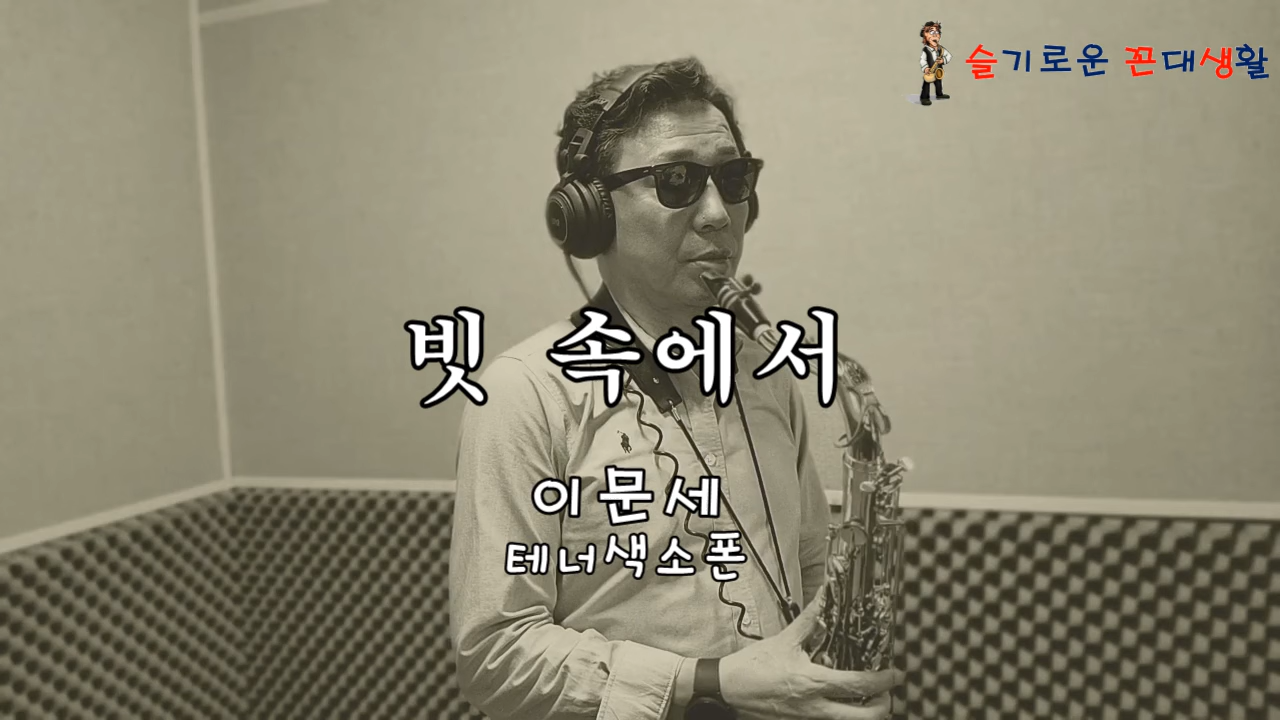 슬기로운 꼰대생활
빗 속에서
이문세
테너색소폰